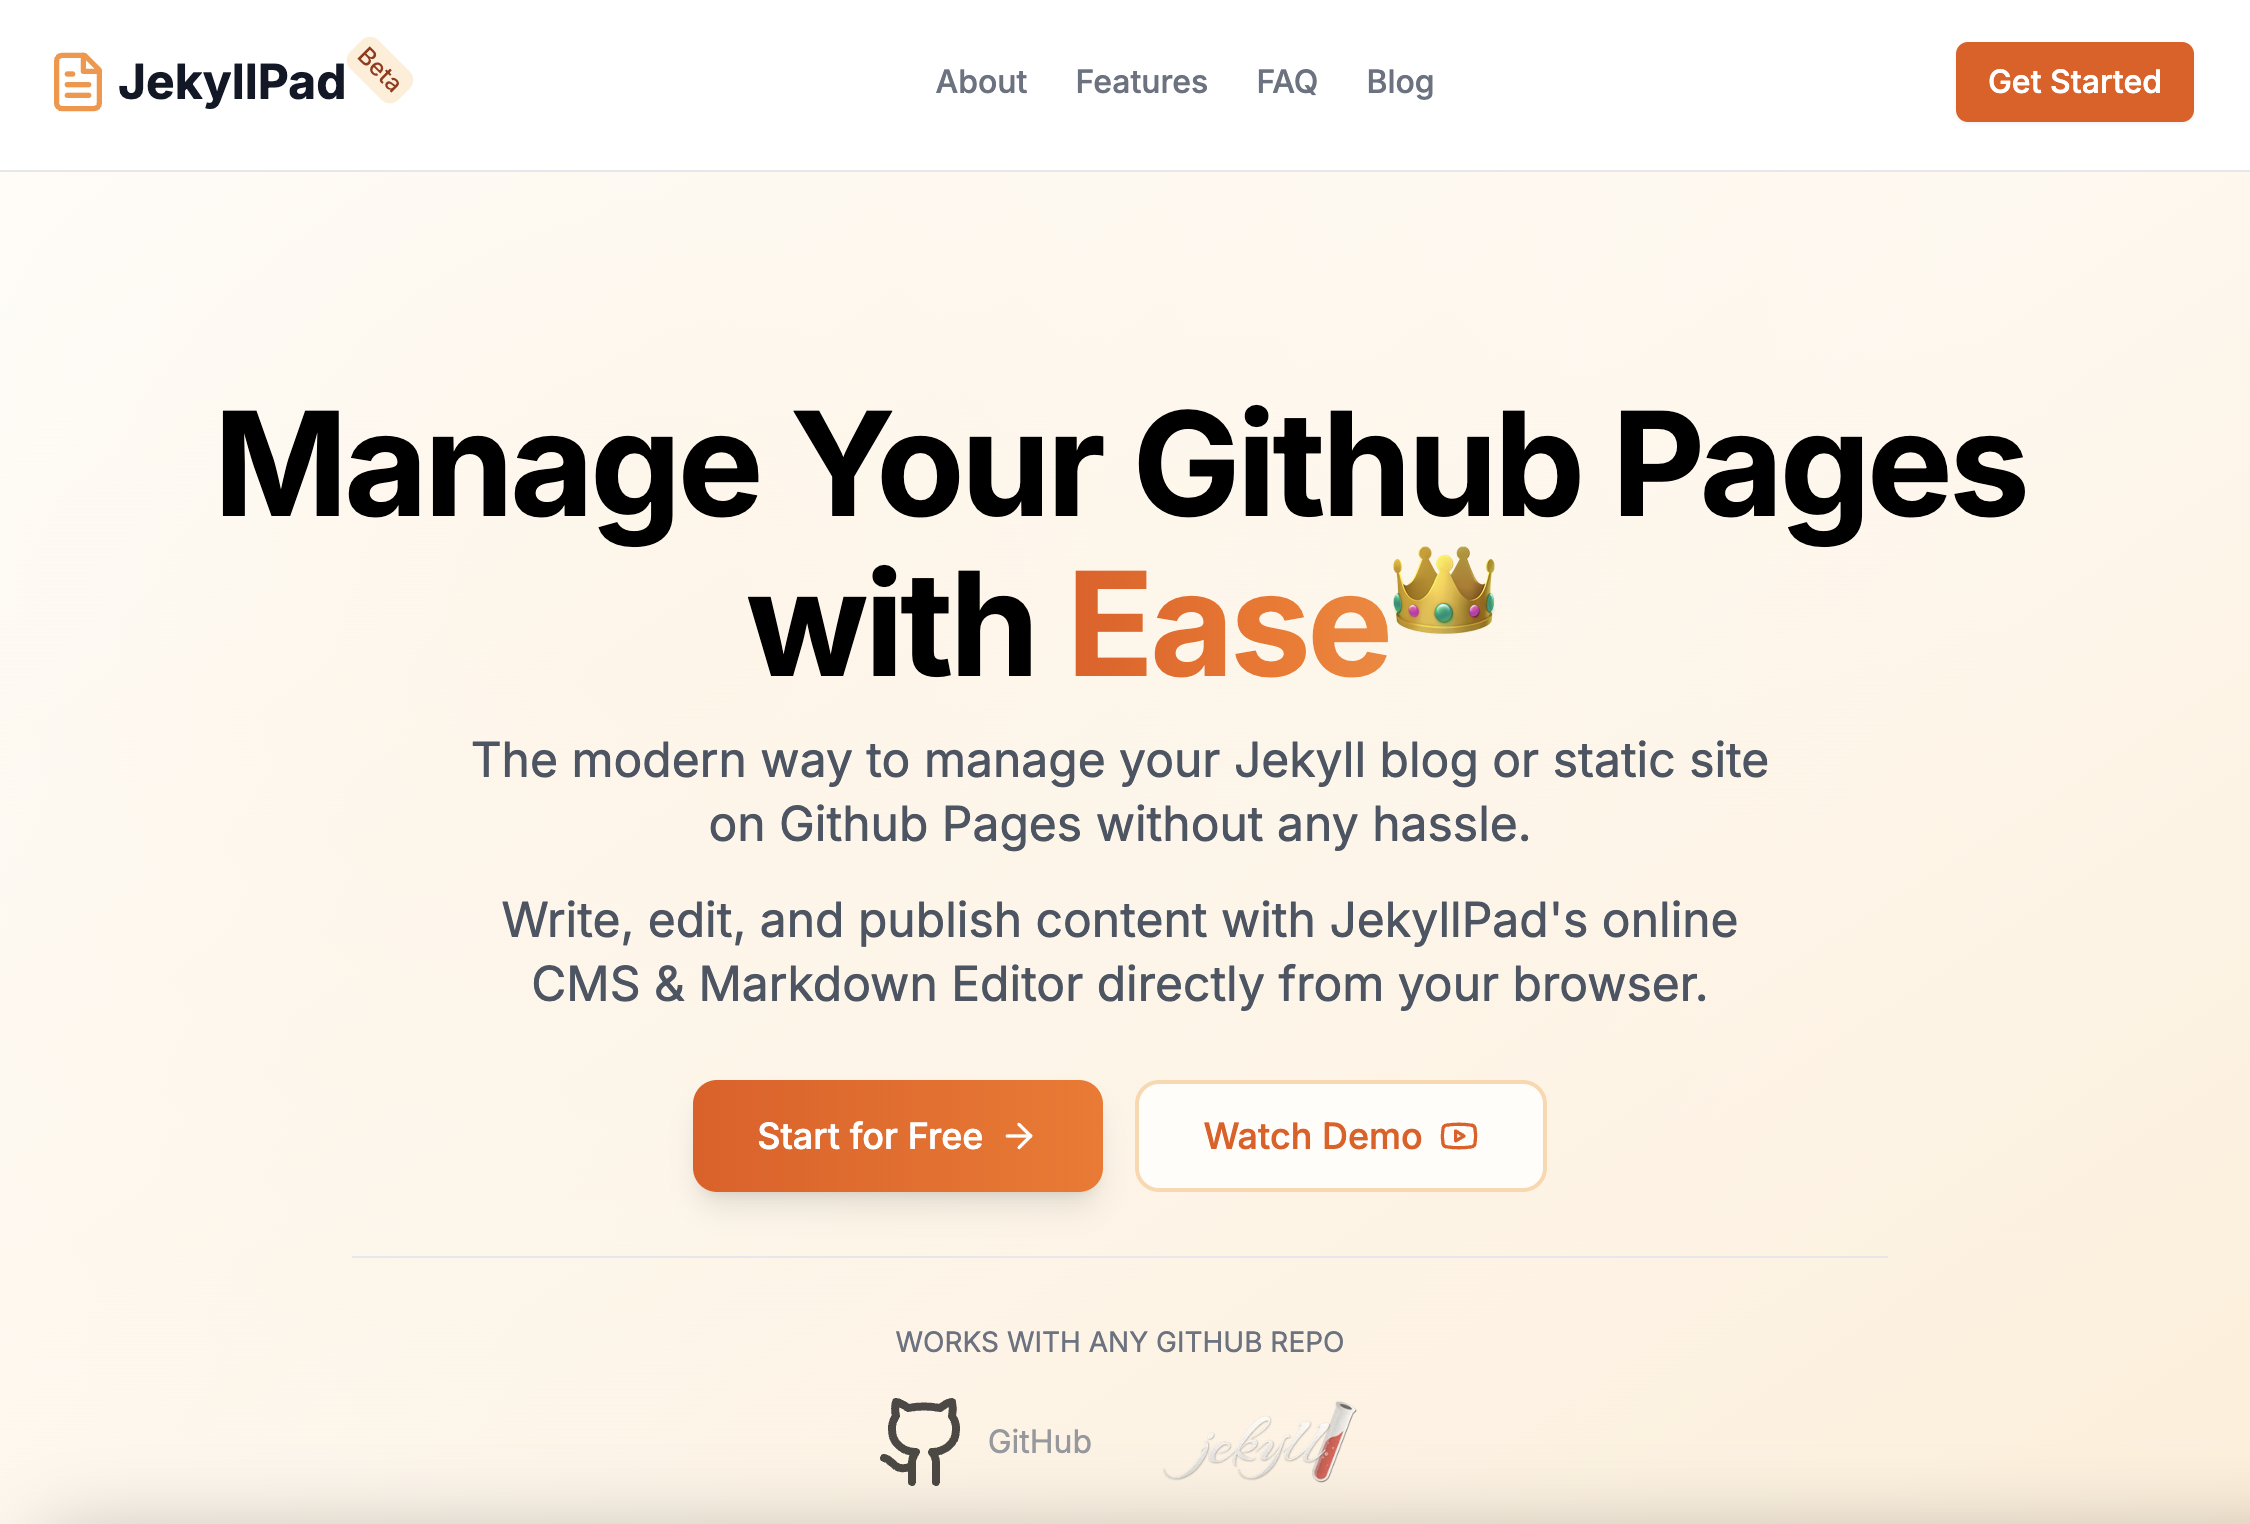 JekyllPad
Beta
About
Features
FAQ
Blog
Get Started
Manage Your Github Pages
with Ease
The modern way to manage your Jekyll blog or static site
on Github Pages without any hassle.
Write, edit, and publish content with JekyllPad's online
CMS & Markdown Editor directly from your browser.
Start for Free
Watch Demo
WORKS WITH ANY GITHUB REPO
GitHub
jekyll